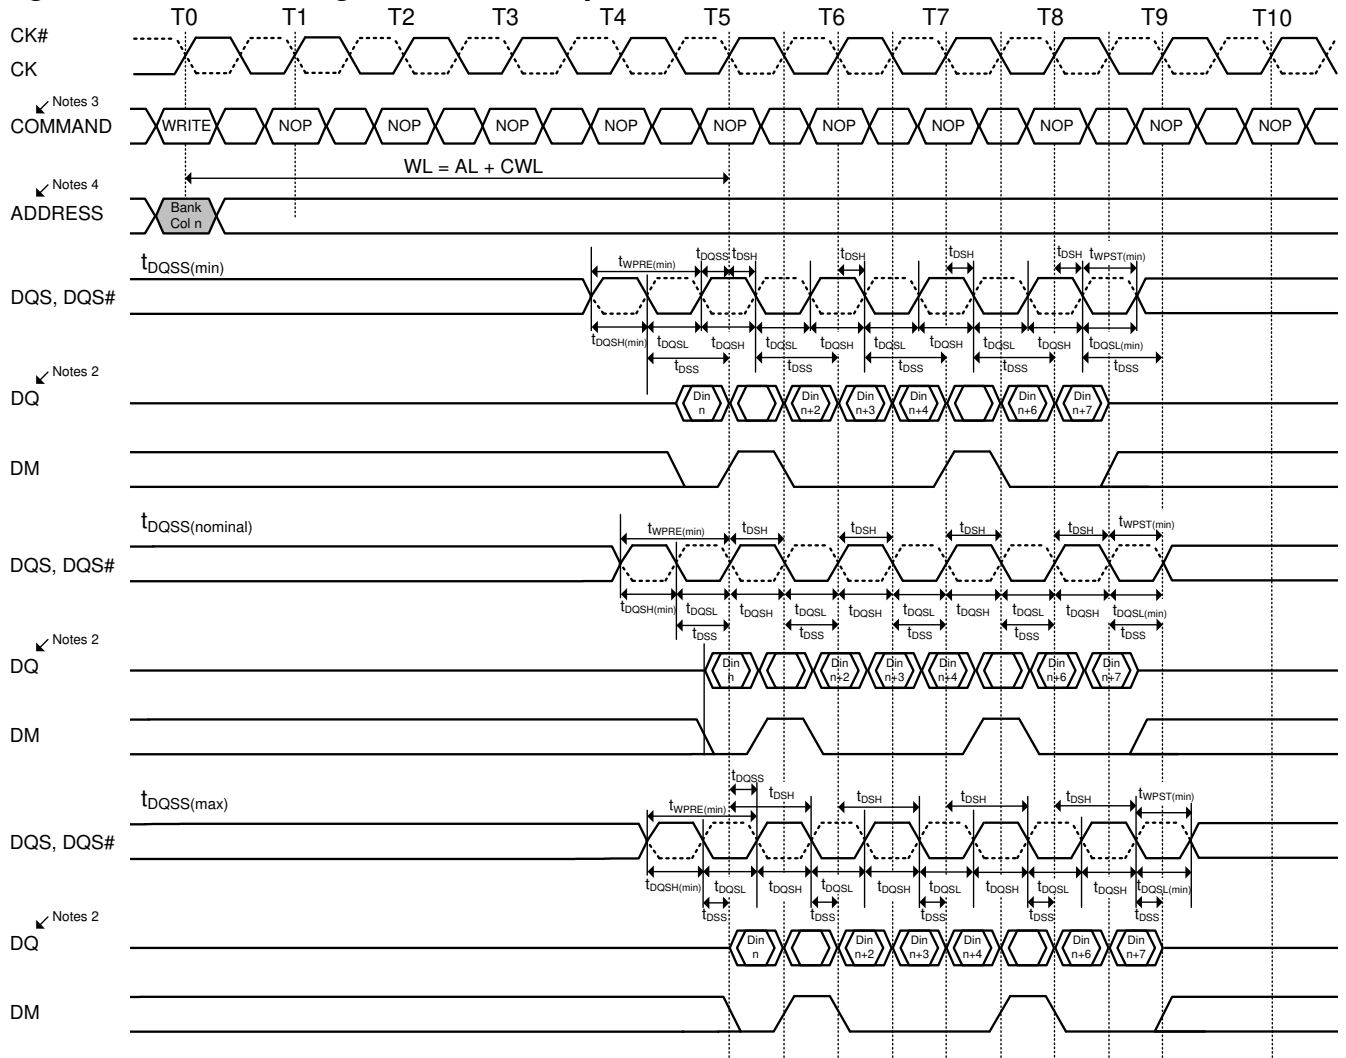 T0 T1 T2 T3 T4 T5 T6 T7 T8 T9 T10
CK#
CK
Notes 3
COMMAND WRITE NOP NOP NOP NOP NOP NOP NOP NOP NOP NOP
WL = AL + CWL
Notes 4
ADDRESS
Bank
Col n
tDQSS(min) tWPRE(min) tDQSS tDSH tDSH tDSH tDSH tWPST(min)
DQS, DQS#
tDQSH(min) tDQSL tDQSH tDQSL tDQSH tDQSL tDQSH tDQSL tDQSH tDQSL(min)
tDSS tDSS tDSS tDSS tDSS
Notes 2
DQ
Din n Din n+2 Din n+3 Din n+4 Din n+6 Din n+7
DM
tDQSS(nominal) tWPRE(min) tDSH tDSH tDSH tDSH tWPST(min)
DQS, DQS#
tDQSH(min) tDQSL tDQSH tDQSL tDQSH tDQSL tDQSH tDQSL tDQSH tDQSL(min)
tDSS tDSS tDSS tDSS tDSS
Notes 2
DQ
Din n Din n+2 Din n+3 Din n+4 Din n+6 Din n+7
DM
tDQSS
tDQSS(max) tWPRE(min) tDSH tDSH tDSH tDSH tWPST(min)
DQS, DQS#
tDQSH(min) tDQSL tDQSH tDQSL tDQSH tDQSL tDQSH tDQSL tDQSH tDQSL(min)
tDSS tDSS tDSS tDSS tDSS
Notes 2
DQ
Din n Din n+2 Din n+3 Din n+4 Din n+6 Din n+7
DM